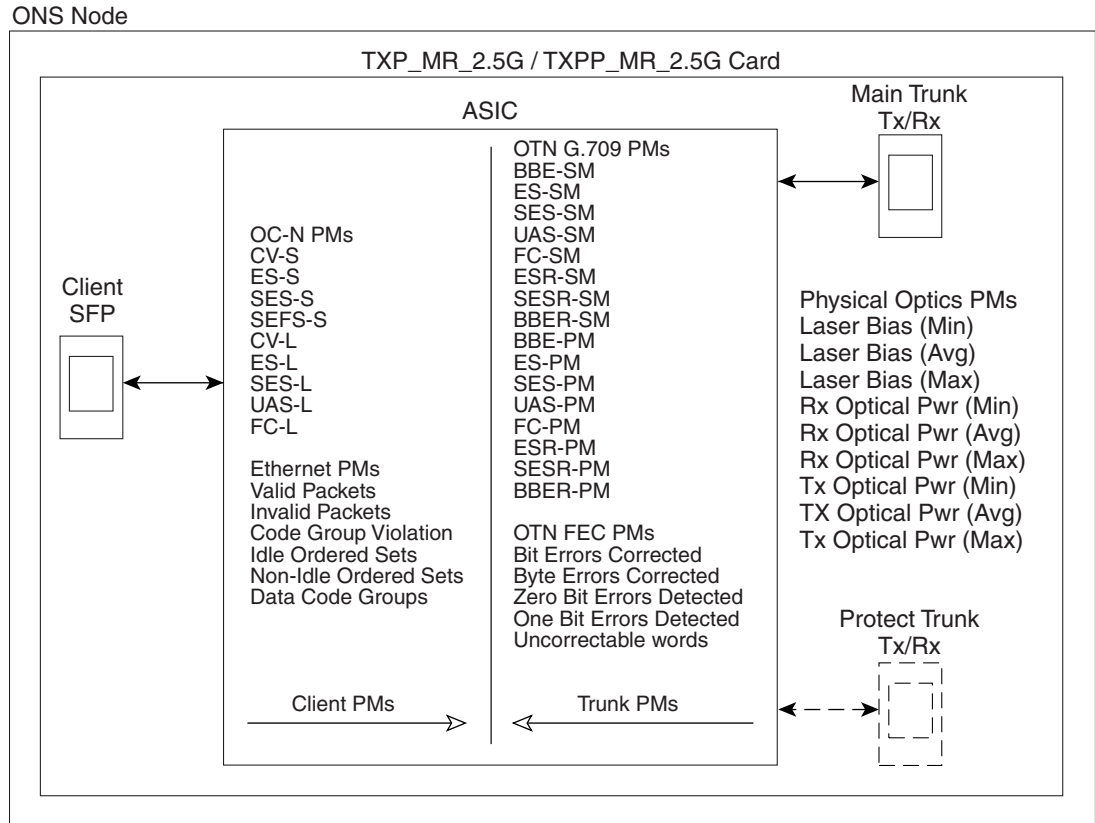 ONS Node
TXP_MR_2.5G / TXPP_MR_2.5G Card
ASIC
Client
SFP
OC-N PMs
CV-S
ES-S
SES-S
SEFS-S
CV-L
ES-L
SES-L
UAS-L
FC-L
Ethernet PMs
Valid Packets
Invalid Packets
Code Group Violation
Idle Ordered Sets
Non-Idle Ordered Sets
Data Code Groups
Client PMs
OTN G.709 PMs
BBE-SM
ES-SM
SES-SM
UAS-SM
FC-SM
ESR-SM
SESR-SM
BBER-SM
BBE-PM
ES-PM
SES-PM
UAS-PM
FC-PM
ESR-PM
SESR-PM
BBER-PM
OTN FEC PMs
Bit Errors Corrected
Byte Errors Corrected
Zero Bit Errors Detected
One Bit Errors Detected
Uncorrectable words
Trunk PMs
Main Trunk
Tx/Rx
Physical Optics PMs
Laser Bias (Min)
Laser Bias (Avg)
Laser Bias (Max)
Rx Optical Pwr (Min)
Rx Optical Pwr (Avg)
Rx Optical Pwr (Max)
Tx Optical Pwr (Min)
TX Optical Pwr (Avg)
Tx Optical Pwr (Max)
Protect Trunk
Tx/Rx